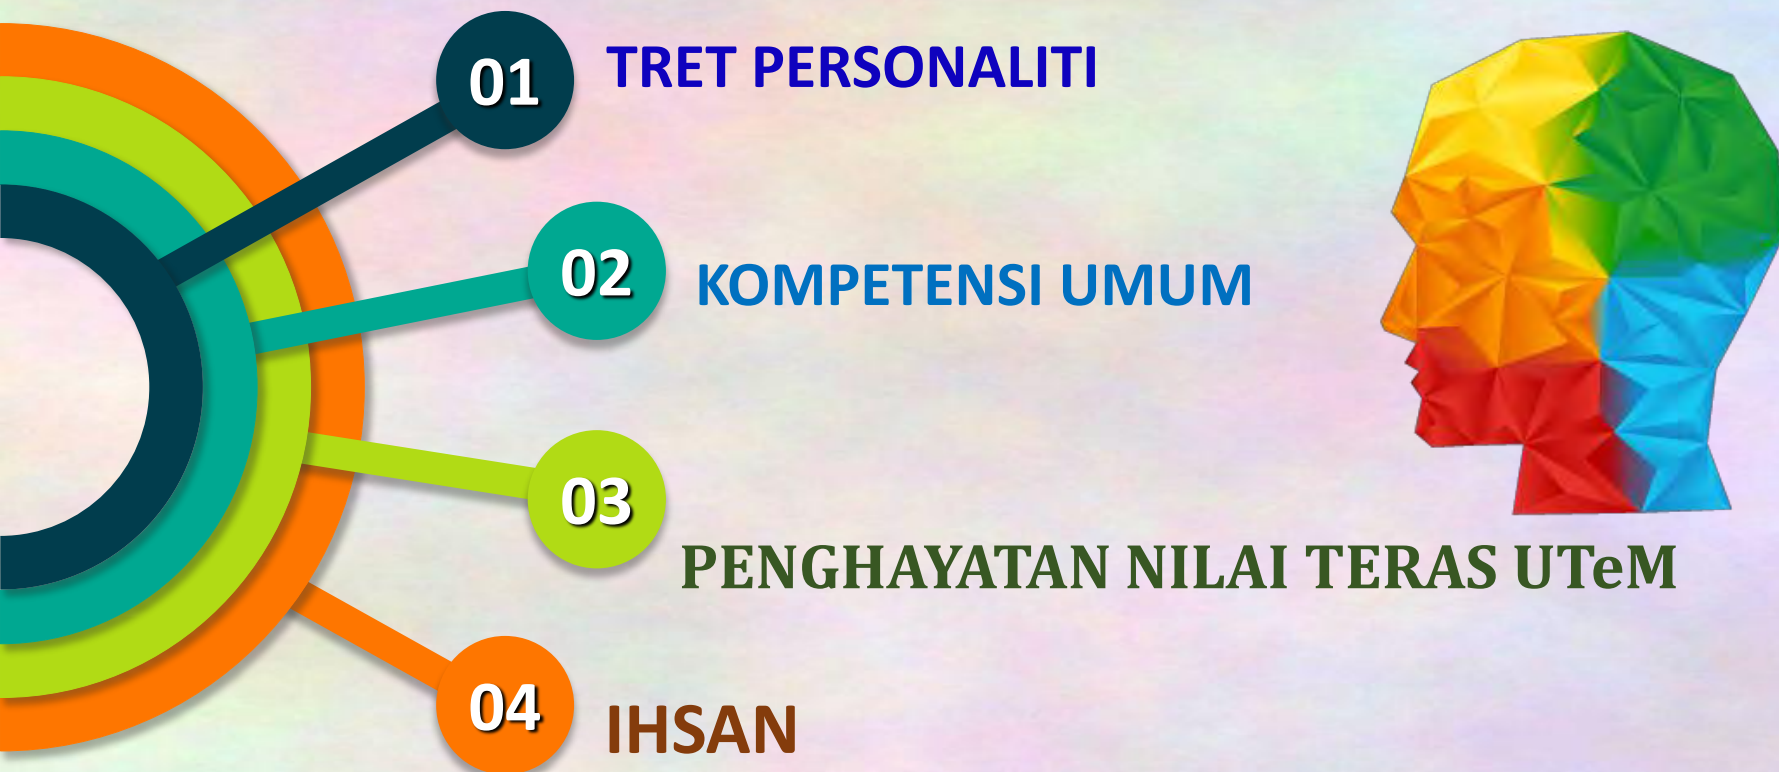 01
TRET PERSONALITI
02
KOMPETENSI UMUM
03
PENGHAYATAN NILAI TERAS UTeM
04
IHSAN